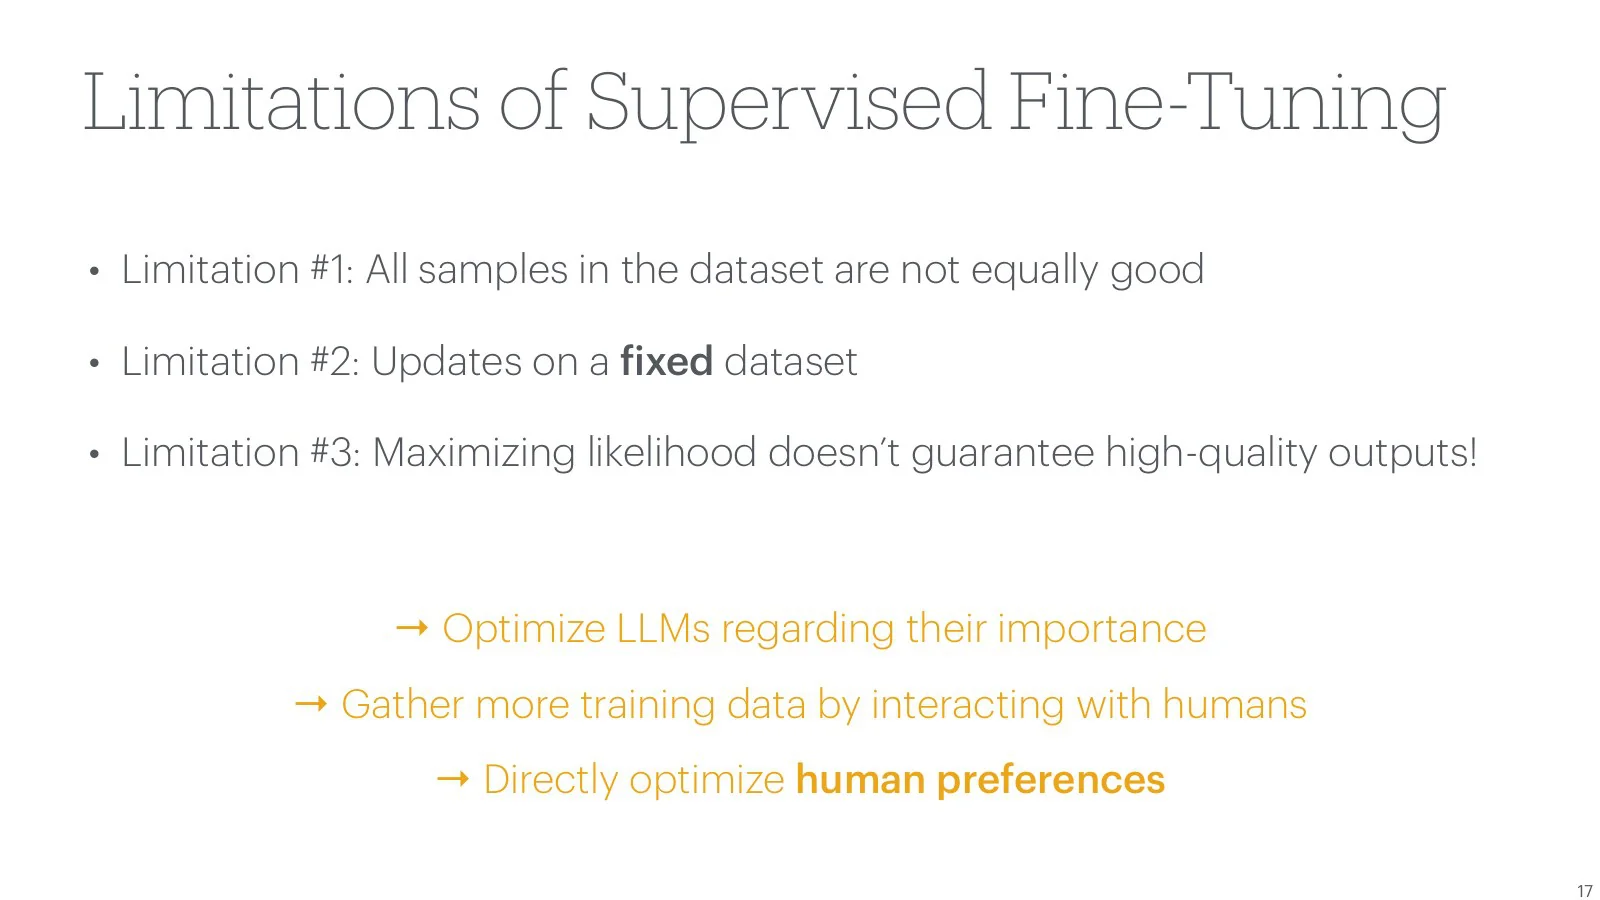 Limitations of Supervised Fine-Tuning
• Limitation #1: All samples in the dataset are not equally good
• Limitation #2: Updates on a fixed dataset
• Limitation #3: Maximizing likelihood doesn’t guarantee high-quality outputs!
→ Optimize LLMs regarding their importance
→ Gather more training data by interacting with humans
→ Directly optimize human preferences
17